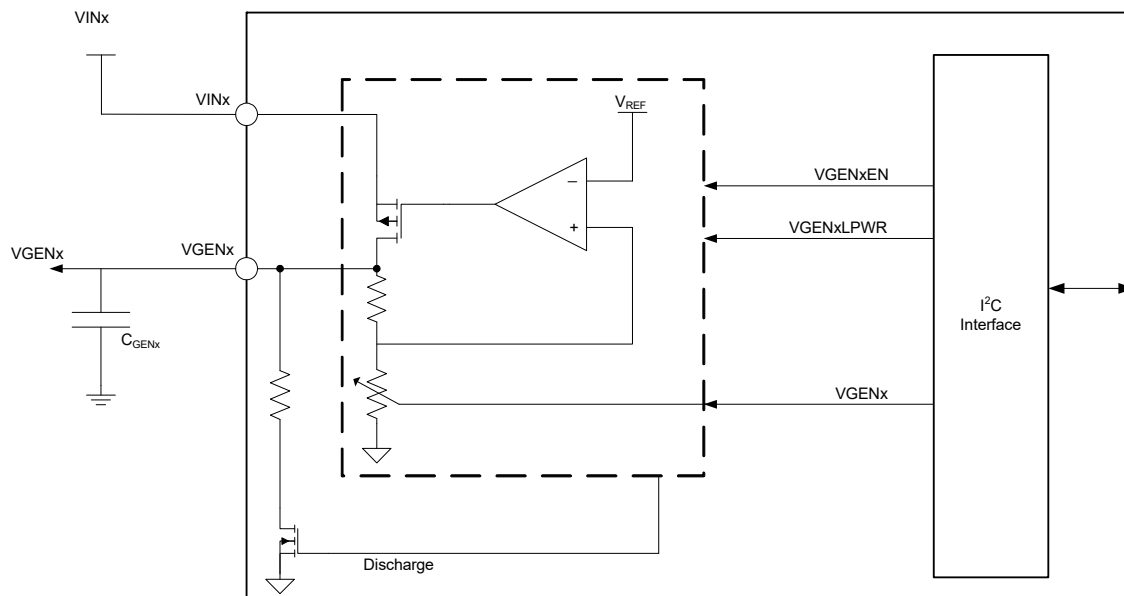 VINx
VINx
VREF
–
+
VGENxEN
VGENxLPWR
VGENx
VGENx
CGENx
I²C
Interface
VGENx
Discharge